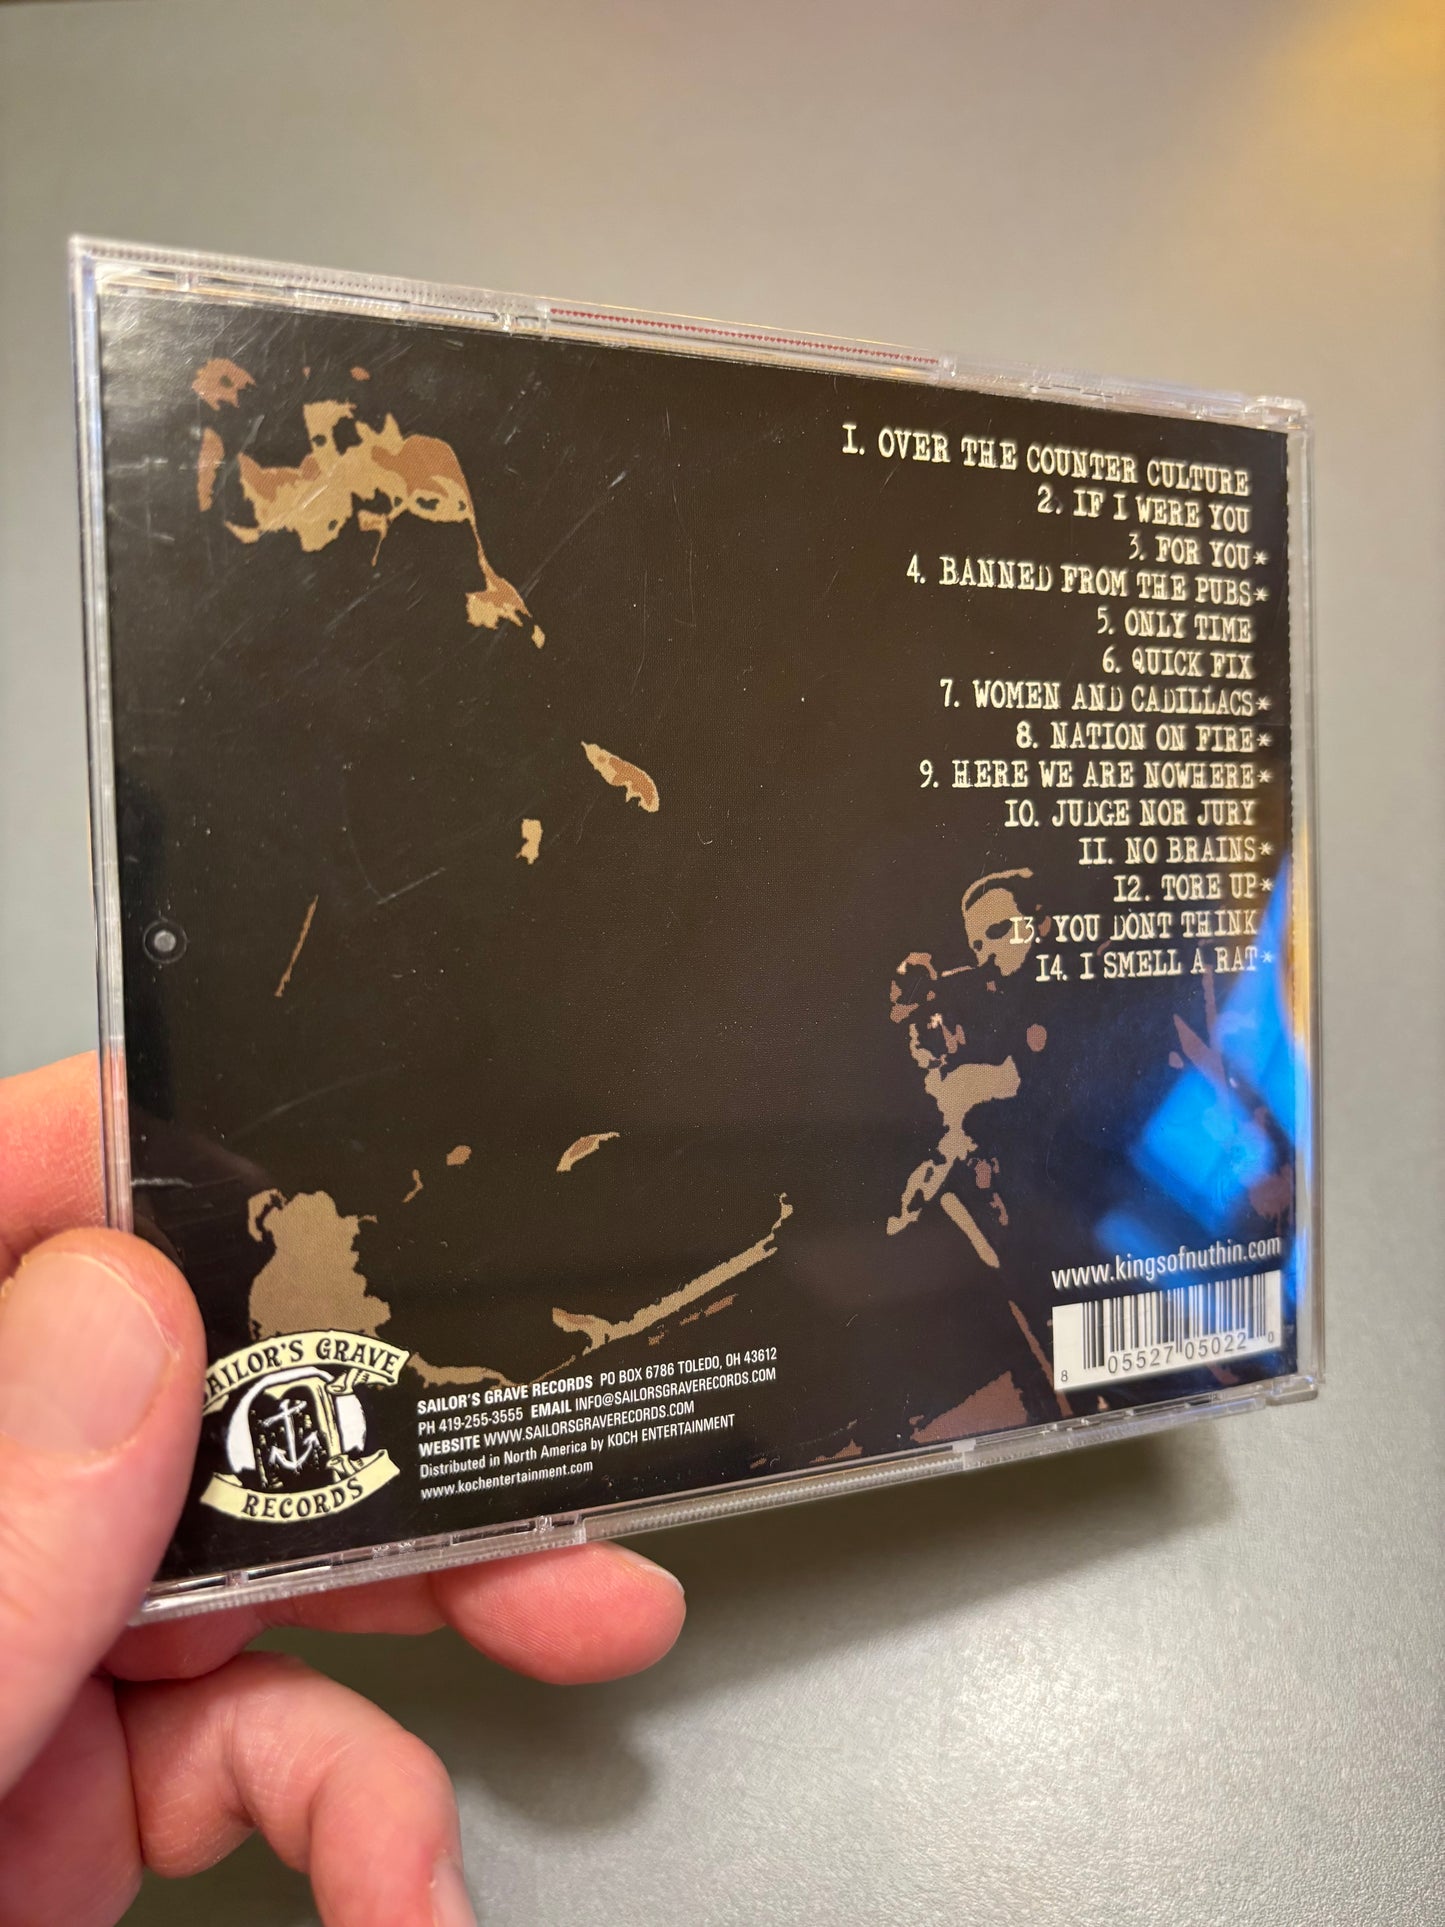 1. OVER THE COUNTER CULTURE
2. IF I WERE YOU
3. FOR YOU*
4. BANNED FROM THE PUBS*
5. ONLY TIME
6. QUICK FIX
7. WOMEN AND CADILLACS*
8. NATION ON FIRE*
9. HERE WE ARE NOWHERE*
10. JUDGE NOR JURY
11. NO BRAINS*
12. TORE UP*
13. YOU DONT THINK
14. I SMELL A RAT*
www.kingsofnuthin.com
8 05527 05022 0
SAILOR'S GRAVE
RECORDS
SAILOR'S GRAVE RECORDS PO BOX 6786 TOLEDO, OH 43612
PH 419-255-3555 EMAIL INFO@SAILORSGRAVERECORDS.COM
WEBSITE WWW.SAILORSGRAVERECORDS.COM
Distributed in North America by KOCH ENTERTAINMENT
www.kochentertainment.com